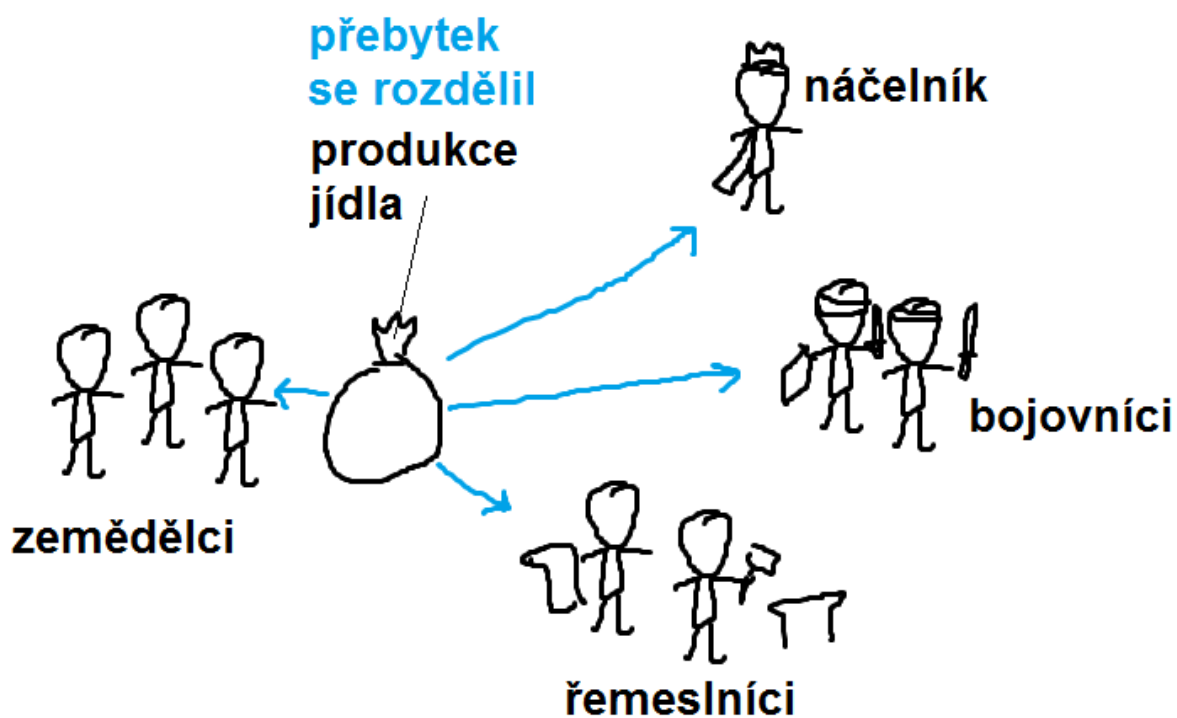 přebytek
se rozdělil
produkce
jídla
náčelník
bojovníci
zemědělci
řemeslníci